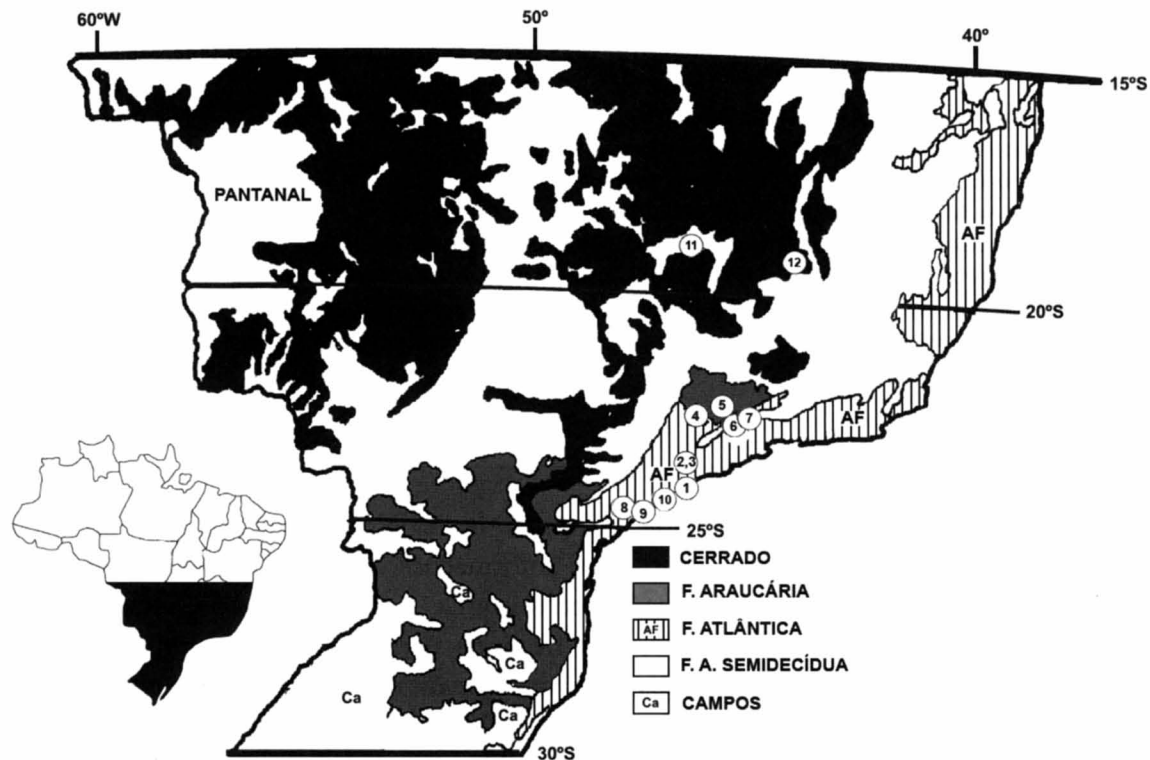 60ºW
50º
40º
15ºS
PANTANAL
AF
11
12
20ºS
5
4
7
6
AF
2,3
AF
1
10
8
9
25ºS
CERRADO
F. ARAUCÁRIA
Ca
AF F. ATLÂNTICA
Ca
F. A. SEMIDECÍDUA
Ca
Ca
Ca CAMPOS
30ºS